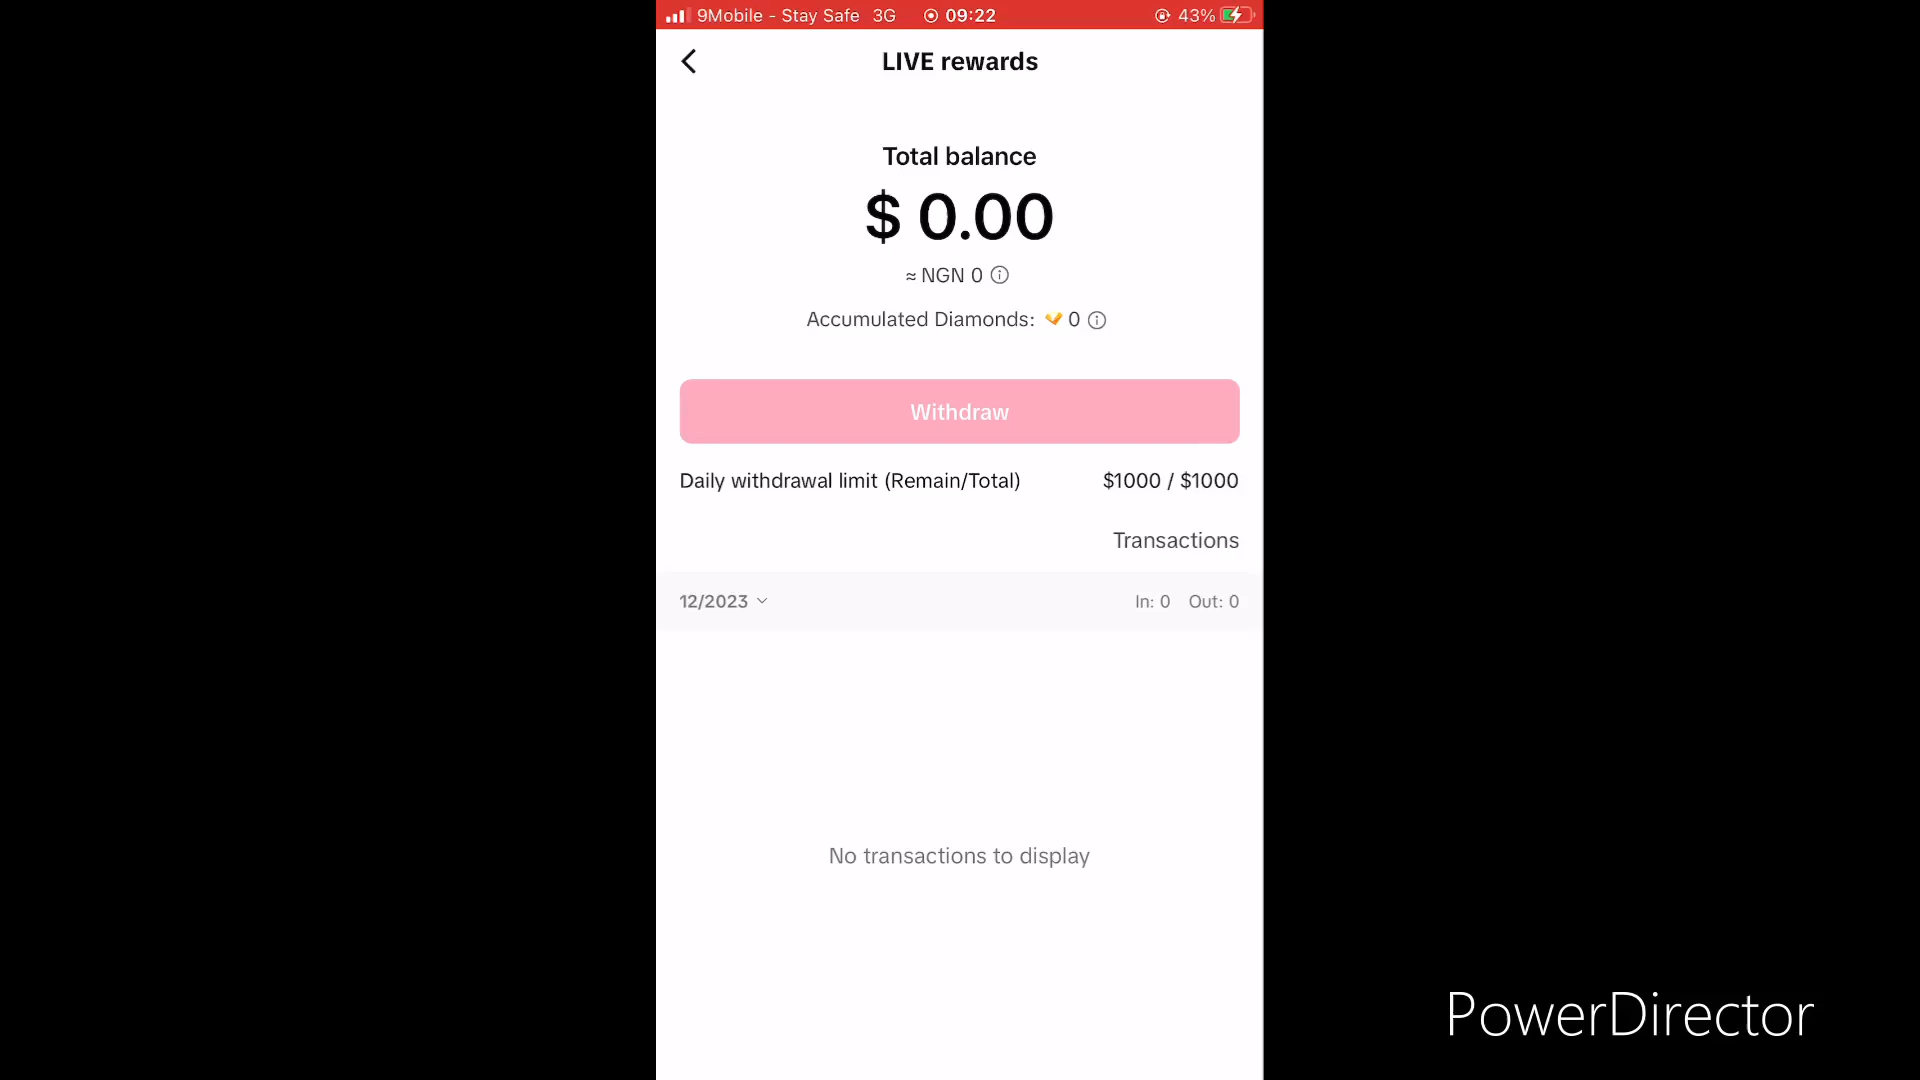 9Mobile - Stay Safe 3G 09:22 43%
LIVE rewards
Total balance
$ 0.00
≈ NGN 0
Accumulated Diamonds: 0
Withdraw
Daily withdrawal limit (Remain/Total) $1000 / $1000
Transactions
12/2023 In: 0 Out: 0
No transactions to display
PowerDirector